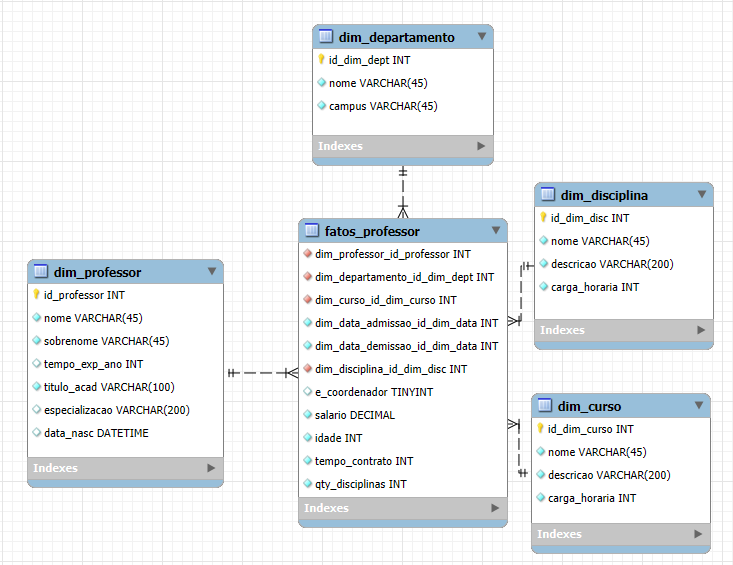 dim_departamento
id_dim_dept INT
nome VARCHAR(45)
campus VARCHAR(45)
Indexes
dim_disciplina
id_dim_disc INT
nome VARCHAR(45)
descricao VARCHAR(200)
carga_horaria INT
Indexes
fatos_professor
dim_professor_id_professor INT
dim_departamento_id_dim_dept INT
dim_curso_id_dim_curso INT
dim_data_admissao_id_dim_data INT
dim_data_demissao_id_dim_data INT
dim_disciplina_id_dim_disc INT
e_coordenador TINYINT
salario DECIMAL
idade INT
tempo_contrato INT
qty_disciplinas INT
Indexes
dim_professor
id_professor INT
nome VARCHAR(45)
sobrenome VARCHAR(45)
tempo_exp_ano INT
titulo_acad VARCHAR(100)
especializacao VARCHAR(200)
data_nasc DATETIME
Indexes
dim_curso
id_dim_curso INT
nome VARCHAR(45)
descricao VARCHAR(200)
carga_horaria INT
Indexes